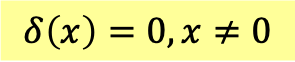 δ(x) = 0, x ≠ 0